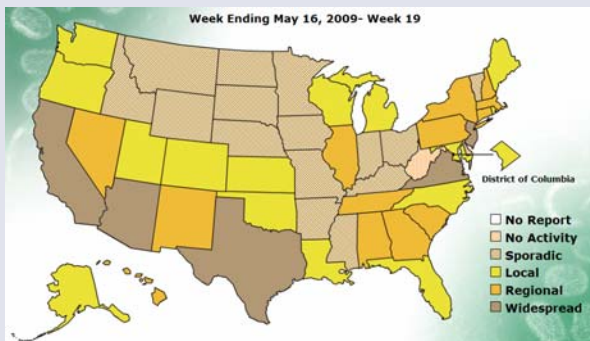 Week Ending May 16, 2009- Week 19
District of Columbia
No Report
No Activity
Sporadic
Local
Regional
Widespread